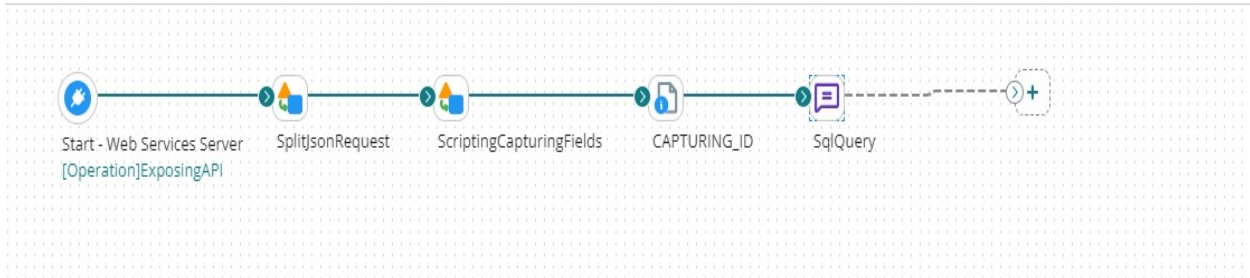 Start - Web Services Server
[Operation]ExposingAPI
SplitJsonRequest
ScriptingCapturingFields
CAPTURING_ID
SqlQuery